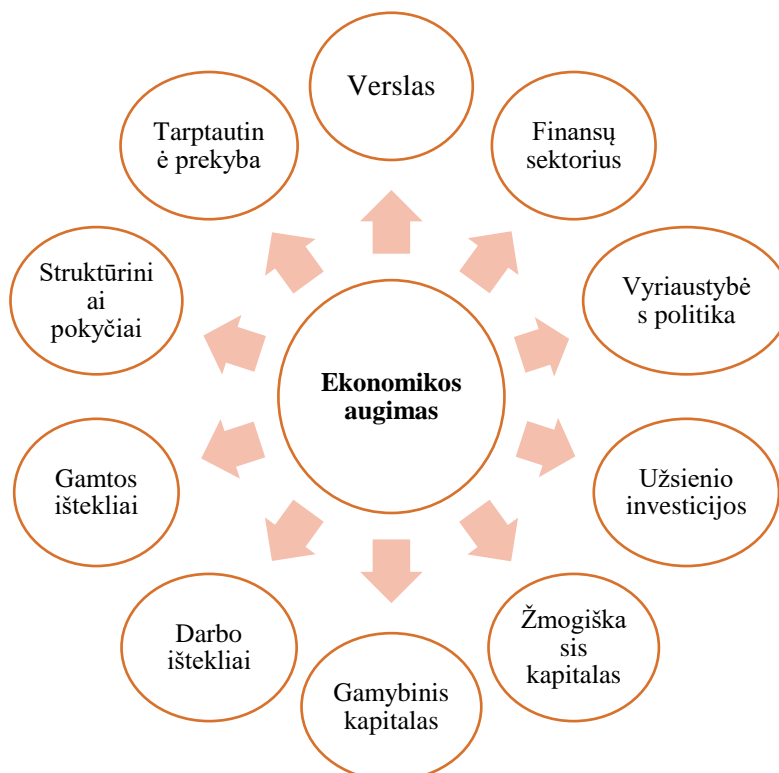 Verslas
Finansų
sektorius
Vyriaustybė
s politika
Užsienio
investicijos
Žmogiška
sis
kapitalas
Gamybinis
kapitalas
Darbo
ištekliai
Gamtos
ištekliai
Struktūrini
ai
pokyčiai
Tarptautin
ė prekyba
Ekonomikos
augimas